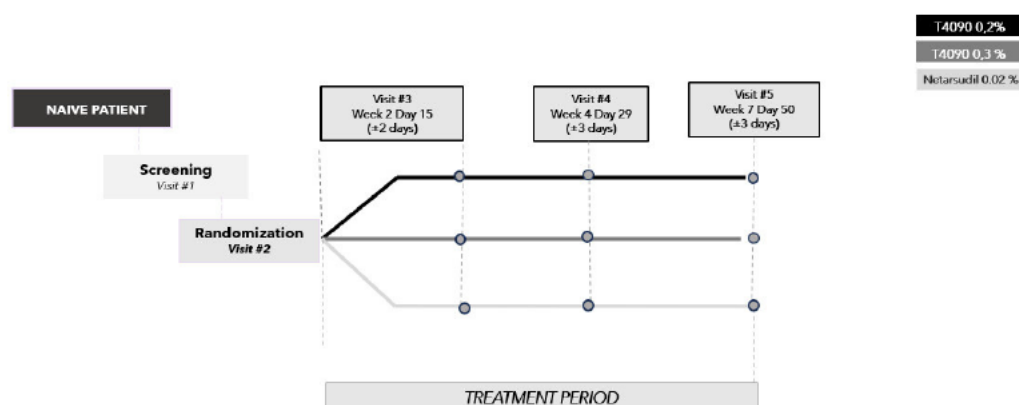 T4090 0,2%
T4090 0,3 %
Netarsudil 0.02 %
NAIVE PATIENT
Visit #3
Week 2 Day 15
(±2 days)
Visit #4
Week 4 Day 29
(±3 days)
Visit #5
Week 7 Day 50
(±3 days)
Screening
Visit #1
Randomization
Visit #2
TREATMENT PERIOD